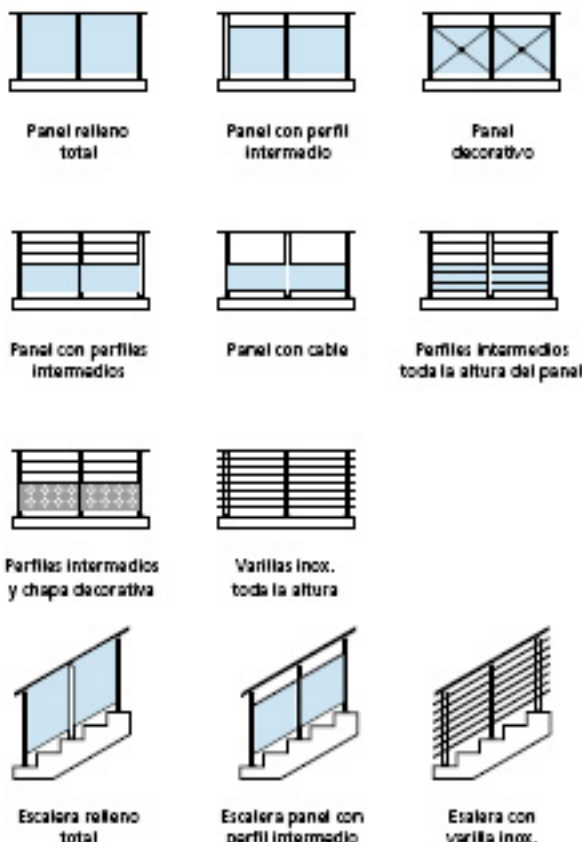 Panel relleno
total
Panel con perfil
intermedio
Panel
decorativo
Panel con perfiles
intermedios
Panel con cable
Perfiles intermedios
toda la altura del panel
Perfiles intermedios
y chapa decorativa
Varillas inox.
toda la altura
Escalera relleno
total
Escalera panel con
perfil intermedio
Esalera con
varilla inox.